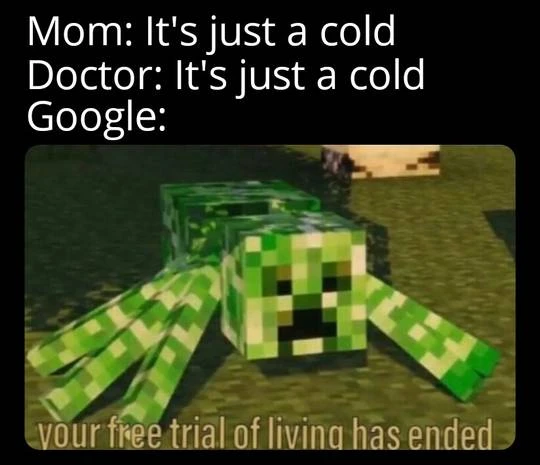 Mom: It's just a cold
Doctor: It's just a cold
Google:
your free trial of living has ended